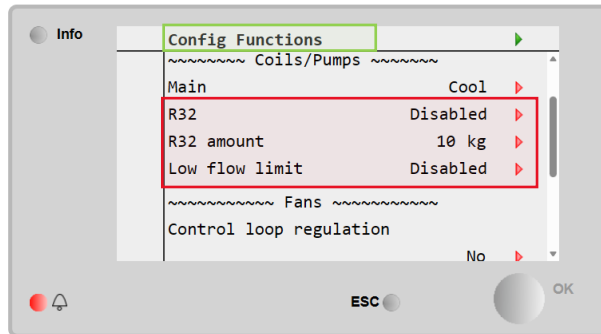 Info
Config Functions
~~~~~~~~ Coils/Pumps ~~~~~~~
Main Cool
R32 Disabled
R32 amount 10 kg
Low flow limit Disabled
~~~~~~~~~~~ Fans ~~~~~~~~~~~
Control loop regulation
No
ESC
OK